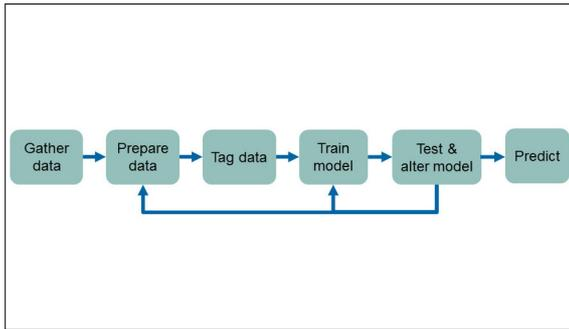 Gather
data
Prepare
data
Tag data
Train
model
Test &
alter model
Predict